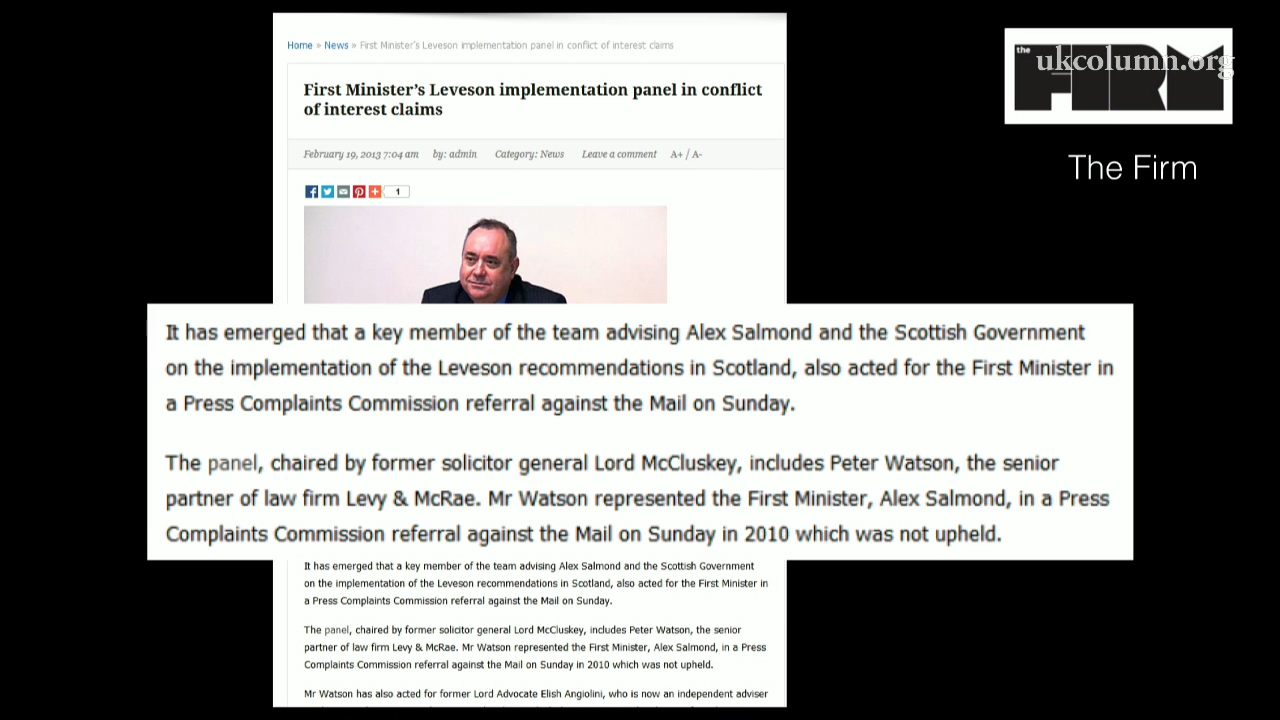 Home » News » First Minister's Leveson implementation panel in conflict of interest claims
First Minister's Leveson implementation panel in conflict
of interest claims
February 19, 2013 7:04 am by: admin Category: News Leave a comment A+ / A-
1
the
FIRM
ukcolumn.org
The Firm
It has emerged that a key member of the team advising Alex Salmond and the Scottish Government
on the implementation of the Leveson recommendations in Scotland, also acted for the First Minister in
a Press Complaints Commission referral against the Mail on Sunday.
The panel, chaired by former solicitor general Lord McCluskey, includes Peter Watson, the senior
partner of law firm Levy & McRae. Mr Watson represented the First Minister, Alex Salmond, in a Press
Complaints Commission referral against the Mail on Sunday in 2010 which was not upheld.
It has emerged that a key member of the team advising Alex Salmond and the Scottish Government
on the implementation of the Leveson recommendations in Scotland, also acted for the First Minister in
a Press Complaints Commission referral against the Mail on Sunday.
The panel, chaired by former solicitor general Lord McCluskey, includes Peter Watson, the senior
partner of law firm Levy & McRae. Mr Watson represented the First Minister, Alex Salmond, in a Press
Complaints Commission referral against the Mail on Sunday in 2010 which was not upheld.
Mr Watson has also acted for former Lord Advocate Elish Angiolini, who is now an independent adviser